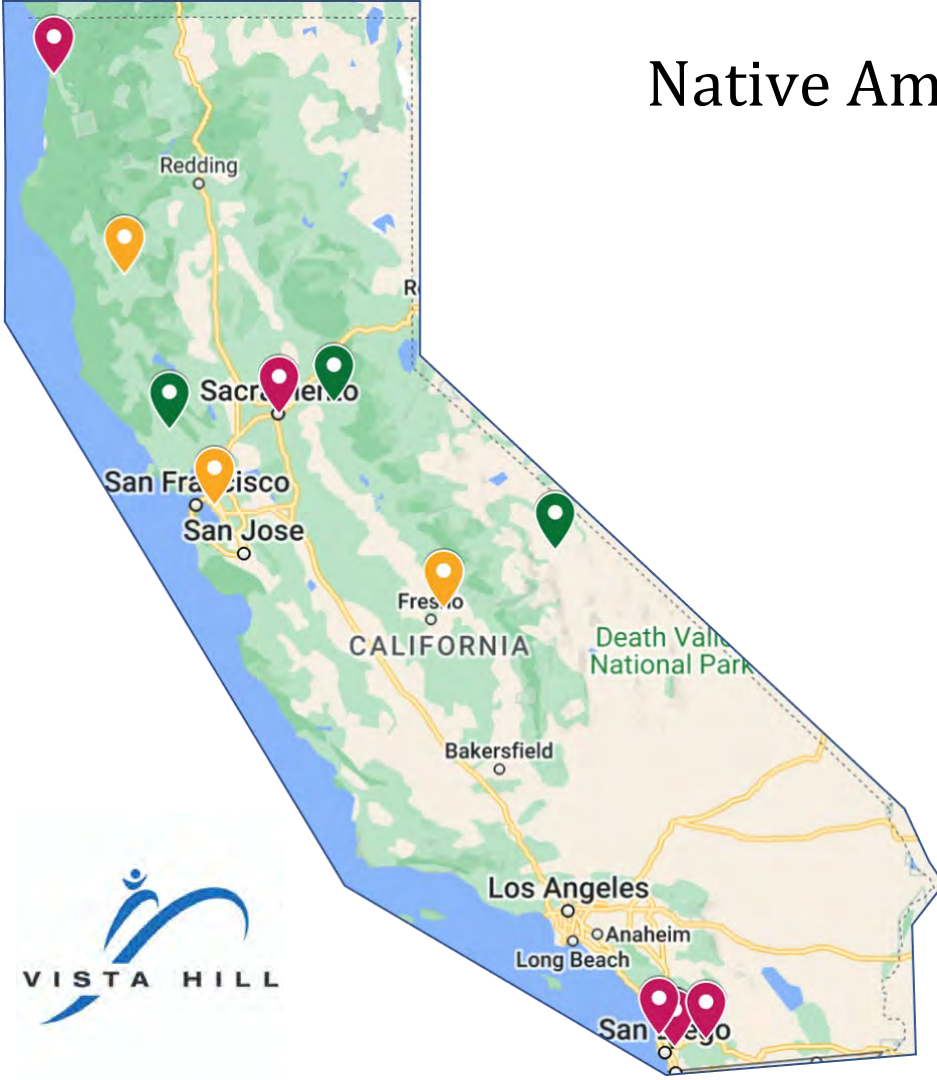 Native Am
Redding
R
Sacramento
San Francisco
San Jose
Fresno
CALIFORNIA
Death Valle
National Park
Bakersfield
Los Angeles
Anaheim
Long Beach
San Diego
VISTA HILL